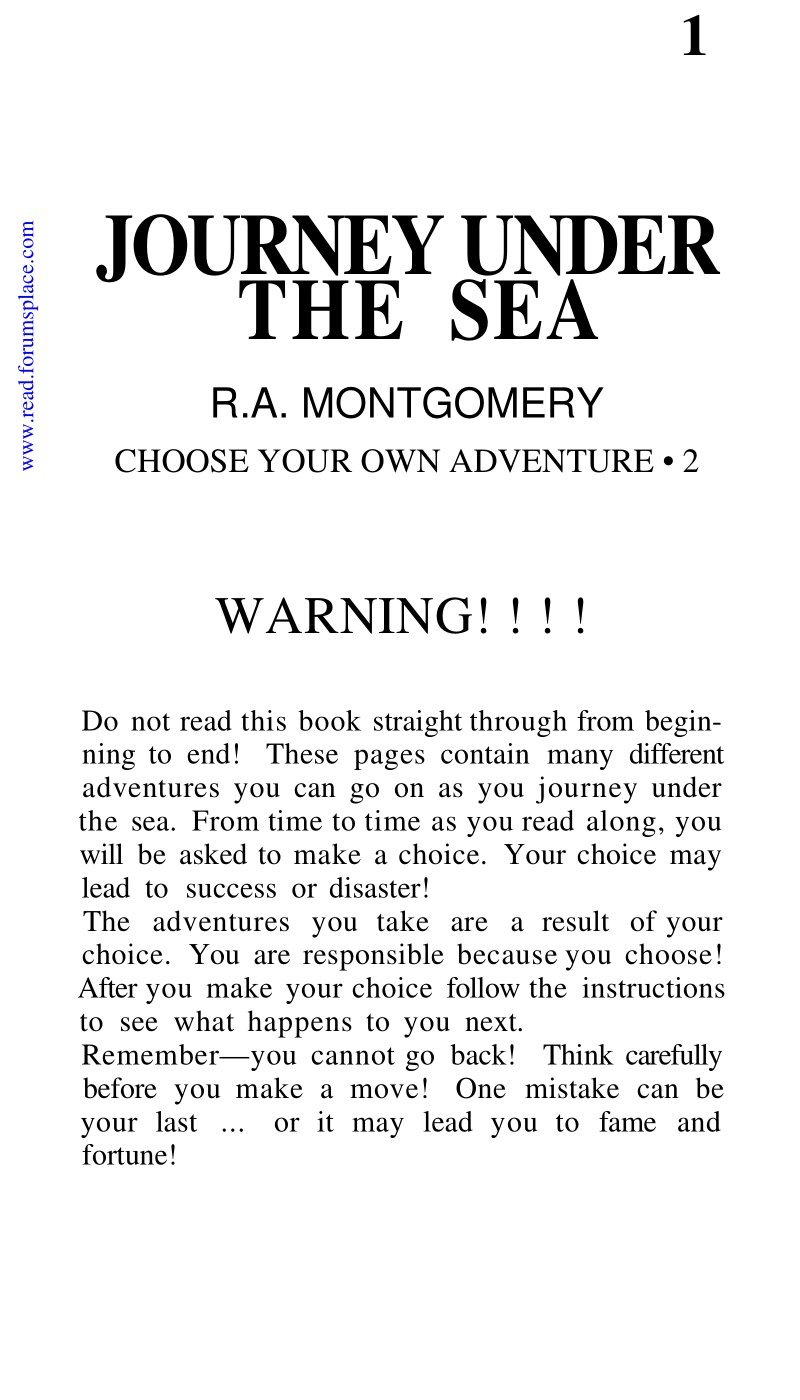 1
www.read.forumsplace.com
JOURNEY UNDER
THE SEA
R.A. MONTGOMERY
CHOOSE YOUR OWN ADVENTURE • 2
WARNING! ! ! !
Do not read this book straight through from begin-
ning to end! These pages contain many different
adventures you can go on as you journey under
the sea. From time to time as you read along, you
will be asked to make a choice. Your choice may
lead to success or disaster!
The adventures you take are a result of your
choice. You are responsible because you choose!
After you make your choice follow the instructions
to see what happens to you next.
Remember—you cannot go back! Think carefully
before you make a move! One mistake can be
your last ... or it may lead you to fame and
fortune!